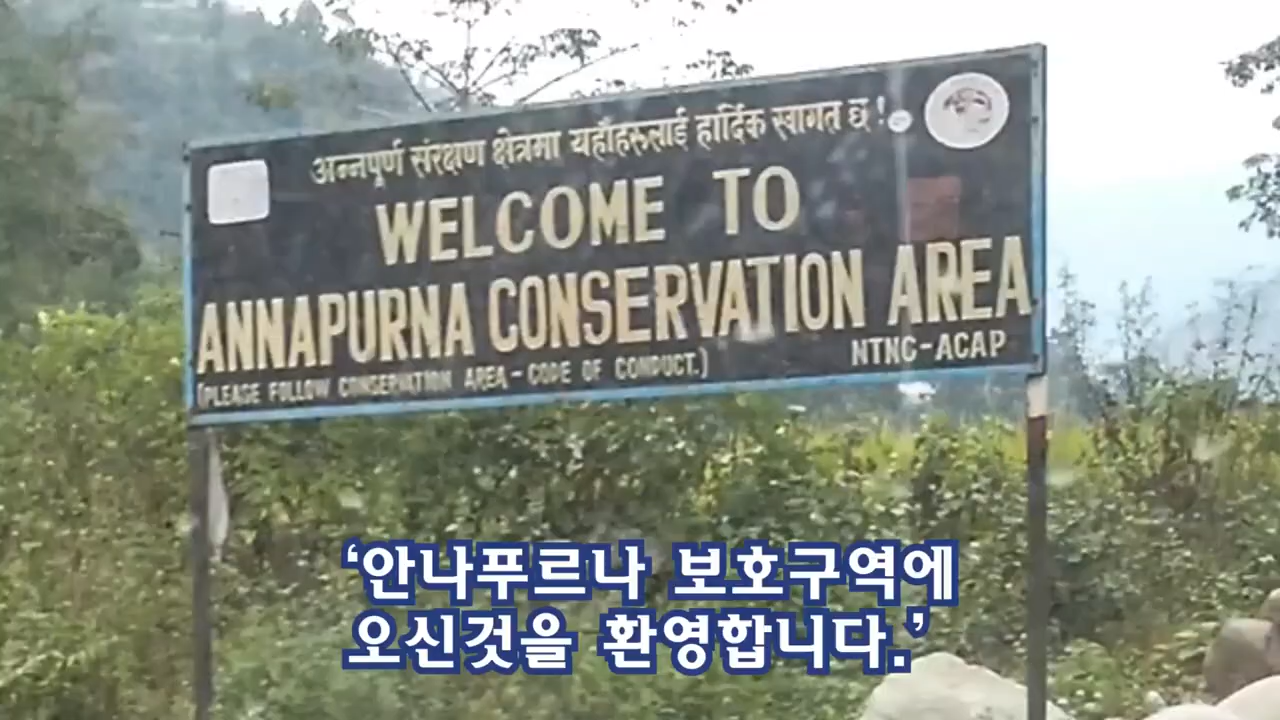 अन्नपूर्ण संरक्षण क्षेत्रमा यहाँहरूलाई हार्दिक स्वागत छ!
WELCOME TO
ANNAPURNA CONSERVATION AREA
(PLEASE FOLLOW CONSERVATION AREA - CODE OF CONDUCT.)
NTNC-ACAP
‘안나푸르나 보호구역에
오신것을 환영합니다.’